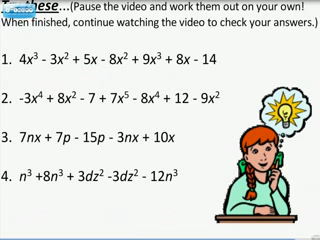 these...(Pause the video and work them out on your own!
When finished, continue watching the video to check your answers.)
1. 4x³ - 3x² + 5x - 8x² + 9x³ + 8x - 14
2. -3x⁴ + 8x² - 7 + 7x⁵ - 8x⁴ + 12 - 9x²
3. 7nx + 7p - 15p - 3nx + 10x
4. n³ +8n³ + 3dz² -3dz² - 12n³